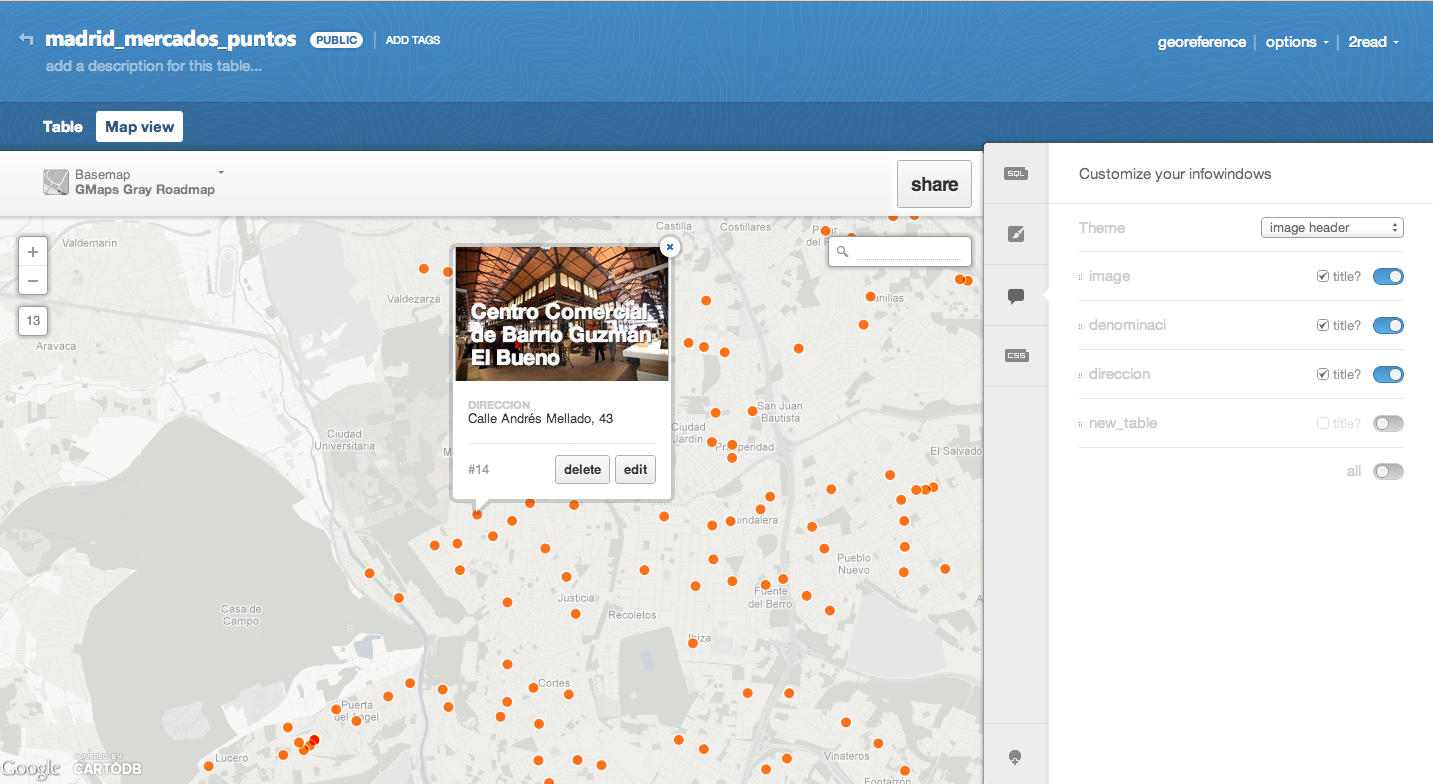 madrid_mercados_puntos
PUBLIC
ADD TAGS
georeference
options
2read
add a description for this table...
Table
Map view
Basemap
GMaps Gray Roadmap
share
SQL
CSS
Customize your infowindows
Theme
image header
image
title?
denominaci
title?
direccion
title?
new_table
title?
all
+
−
13
Centro Comercial
de Barrio Guzmán
El Bueno
DIRECCION
Calle Andrés Mellado, 43
#14
delete
edit
Valdemarín
Castilla
Costillares
Valdezarzá
Aravaca
Ciudad
Universitaria
San Juan
Bautista
Ciudad
Jardín
Prosperidad
El Salvador
Guindalera
Pueblo
Nuevo
Justicia
Recoletos
Fuente
del Berro
Casa de
Campo
Ibiza
Cortes
Puerta
del Ángel
Lucero
Vinateros
Fontarrón
Google
POWERED BY
CARTODB